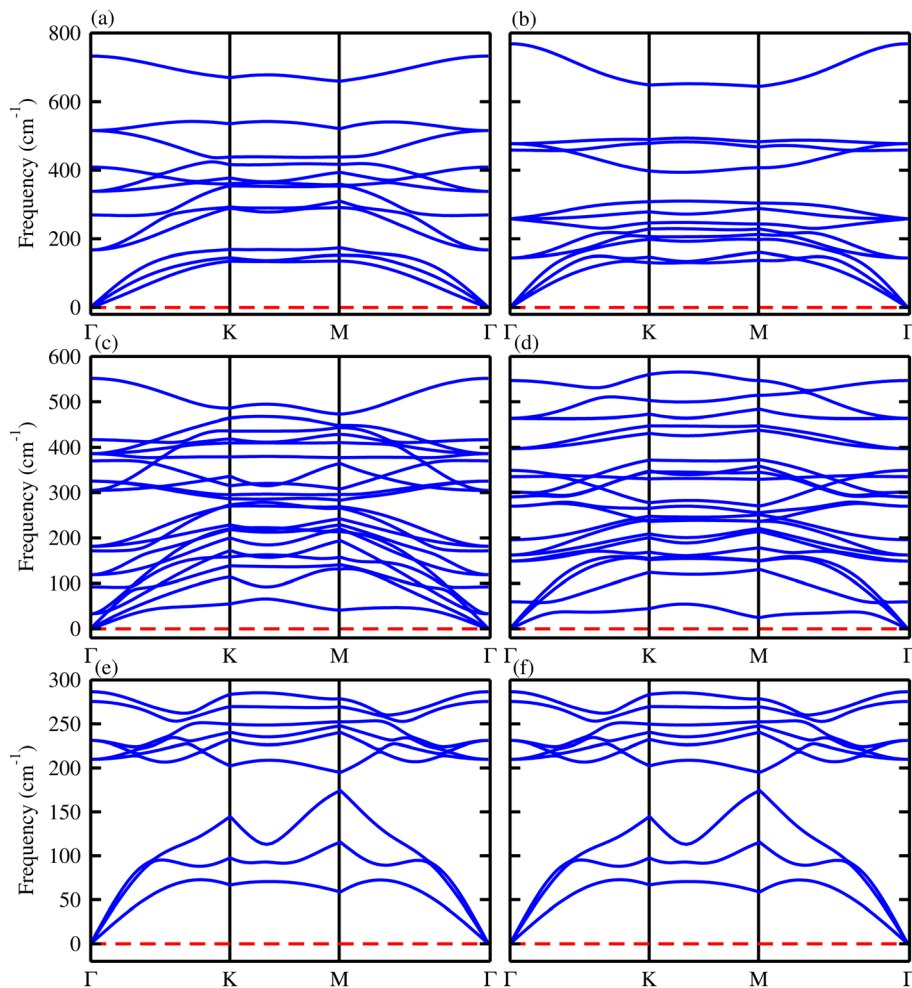 (a) (b)
Frequency (cm-1)
800
600
400
200
0
Γ K M Γ Γ K M Γ
(c) (d)
Frequency (cm-1)
600
500
400
300
200
100
0
Γ K M Γ Γ K M Γ
(e) (f)
Frequency (cm-1)
300
250
200
150
100
50
0
Γ K M Γ Γ K M Γ